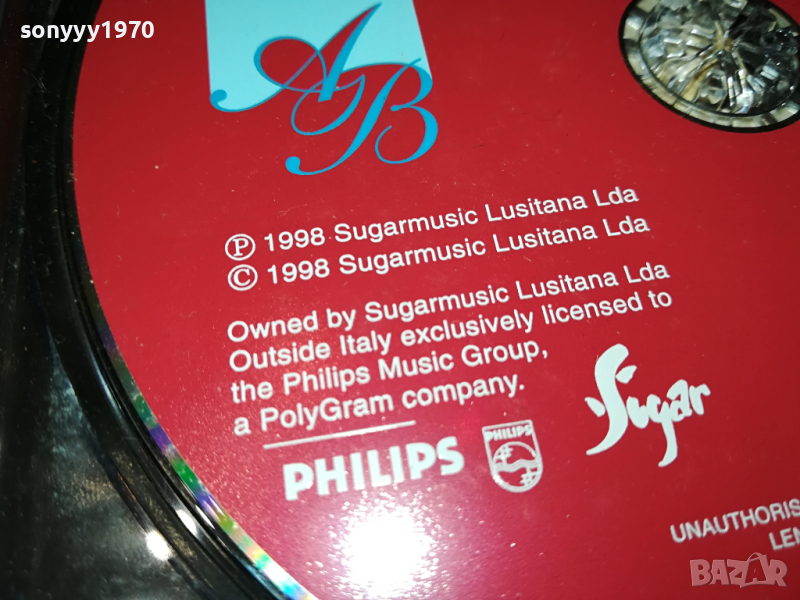 sonyyy1970
AB
℗ 1998 Sugarmusic Lusitana Lda
© 1998 Sugarmusic Lusitana Lda
Owned by Sugarmusic Lusitana Lda
Outside Italy exclusively licensed to
the Philips Music Group,
a PolyGram company.
PHILIPS
PHILIPS
Sugar
UNAUTHORIS
LEN
BAZAR